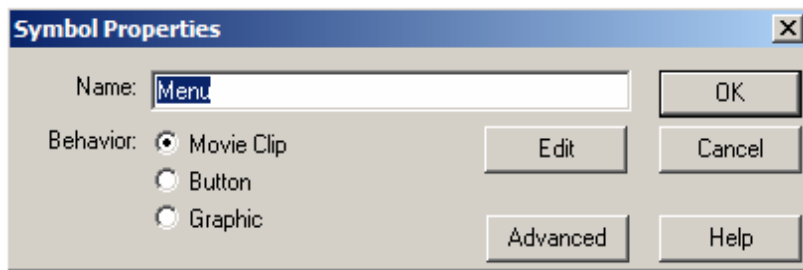 Symbol Properties
Name: Menu OK
Behavior: Movie Clip Edit Cancel
Button
Graphic
Advanced Help